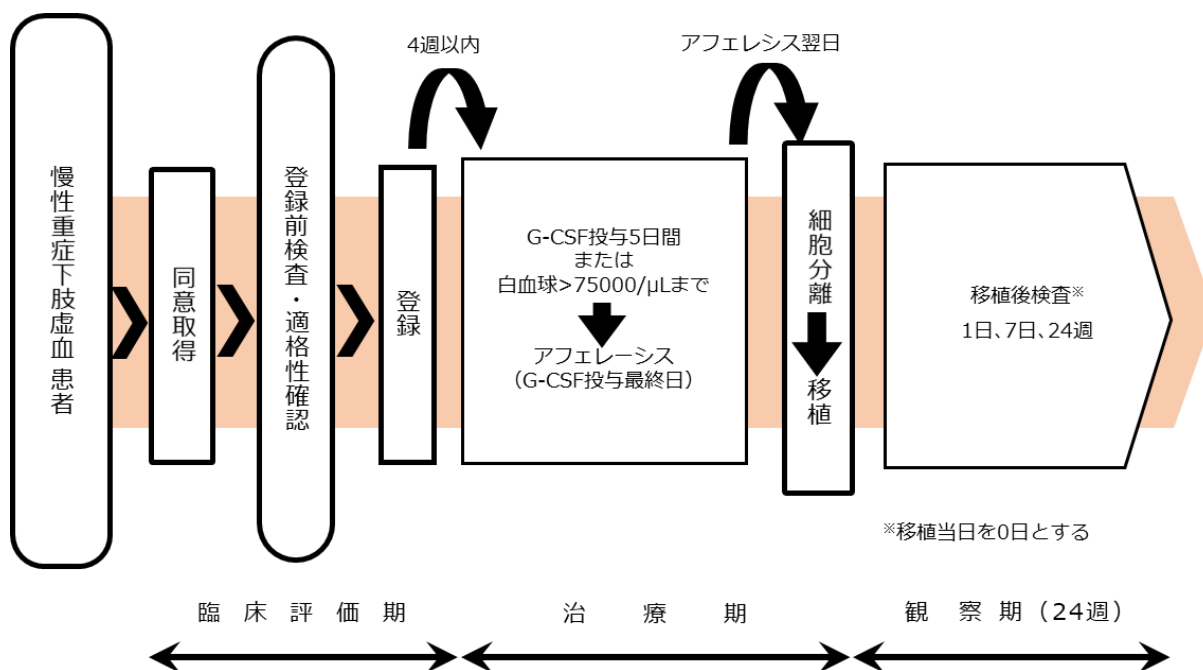 4週以内
アフェレシス翌日
慢性重症下肢虚血 患者
同意取得
登録前検査・適格性確認
登録
G-CSF投与5日間
または
白血球>75000/μLまで
アフェレーシス
（G-CSF投与最終日）
細胞分離
移植
移植後検査※
1日、7日、24週
※移植当日を0日とする
臨床評価期
治療期
観察期（24週）